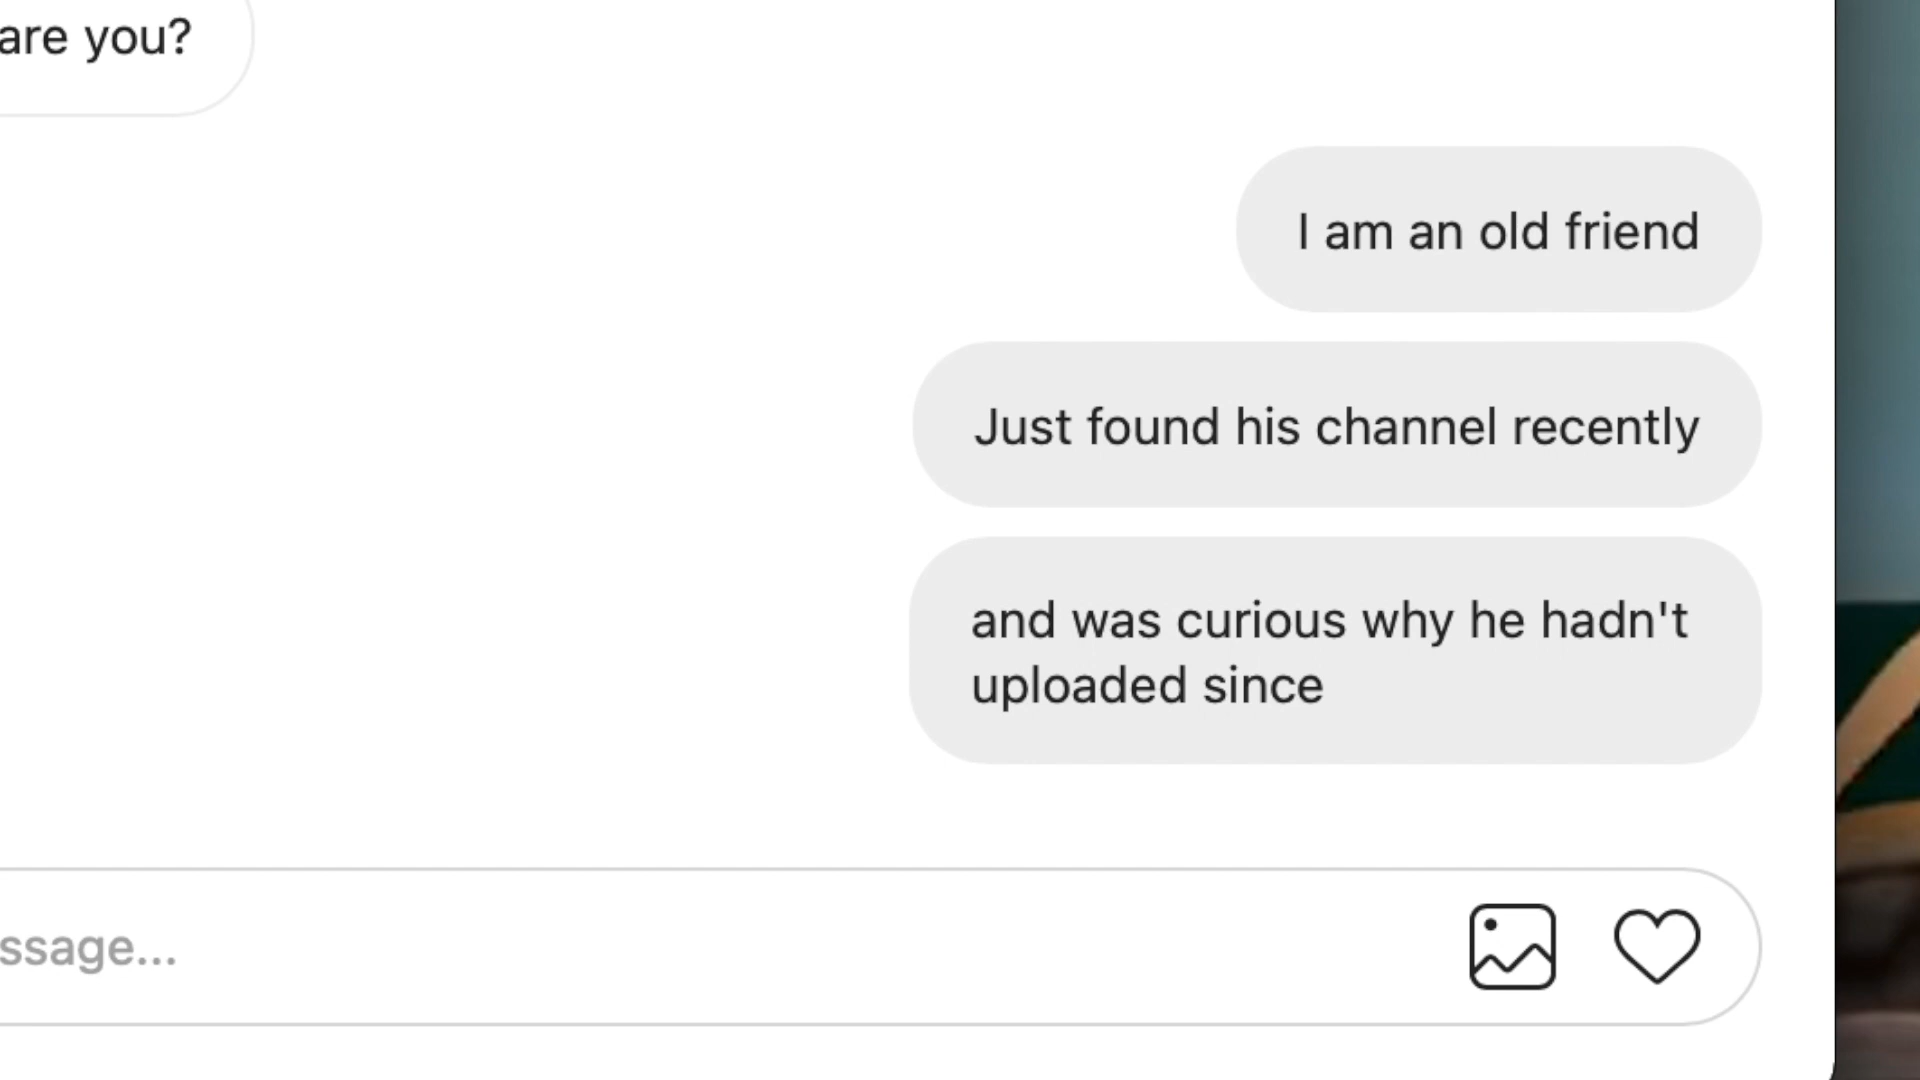 are you?
I am an old friend
Just found his channel recently
and was curious why he hadn't
uploaded since
ssage...